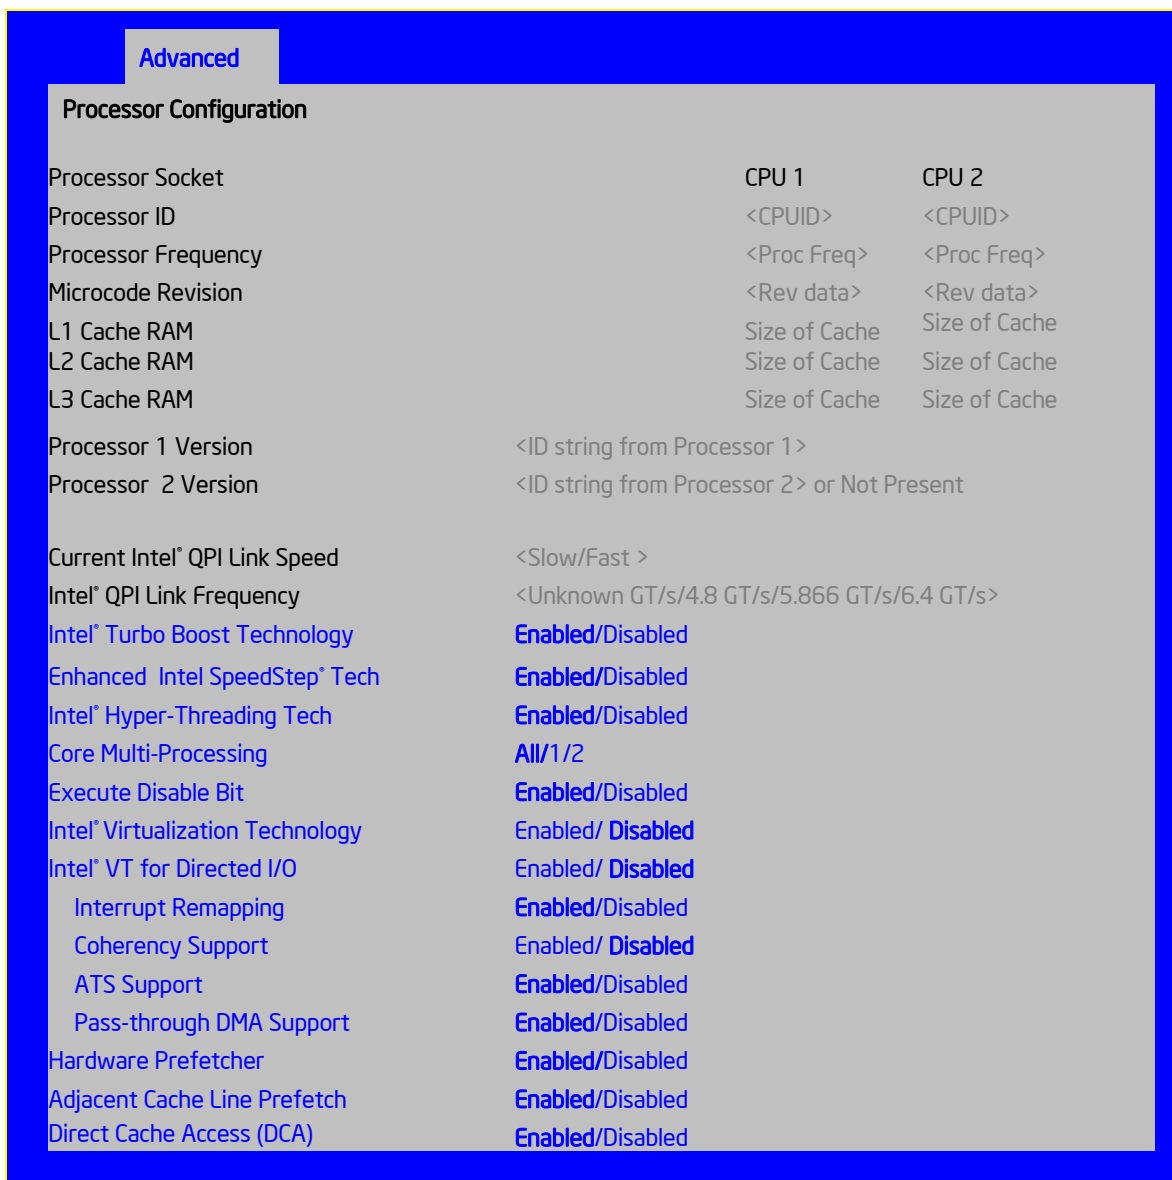 Advanced
Processor Configuration
Processor Socket CPU 1 CPU 2
Processor ID <CPUID> <CPUID>
Processor Frequency <Proc Freq> <Proc Freq>
Microcode Revision <Rev data> <Rev data>
L1 Cache RAM Size of Cache Size of Cache
L2 Cache RAM Size of Cache Size of Cache
L3 Cache RAM Size of Cache Size of Cache
Processor 1 Version <ID string from Processor 1>
Processor 2 Version <ID string from Processor 2> or Not Present
Current Intel® QPI Link Speed <Slow/Fast >
Intel® QPI Link Frequency <Unknown GT/s/4.8 GT/s/5.866 GT/s/6.4 GT/s>
Intel® Turbo Boost Technology Enabled/Disabled
Enhanced Intel SpeedStep® Tech Enabled/Disabled
Intel® Hyper-Threading Tech Enabled/Disabled
Core Multi-Processing All/1/2
Execute Disable Bit Enabled/Disabled
Intel® Virtualization Technology Enabled/ Disabled
Intel® VT for Directed I/O Enabled/ Disabled
Interrupt Remapping Enabled/Disabled
Coherency Support Enabled/ Disabled
ATS Support Enabled/Disabled
Pass-through DMA Support Enabled/Disabled
Hardware Prefetcher Enabled/Disabled
Adjacent Cache Line Prefetch Enabled/Disabled
Direct Cache Access (DCA) Enabled/Disabled